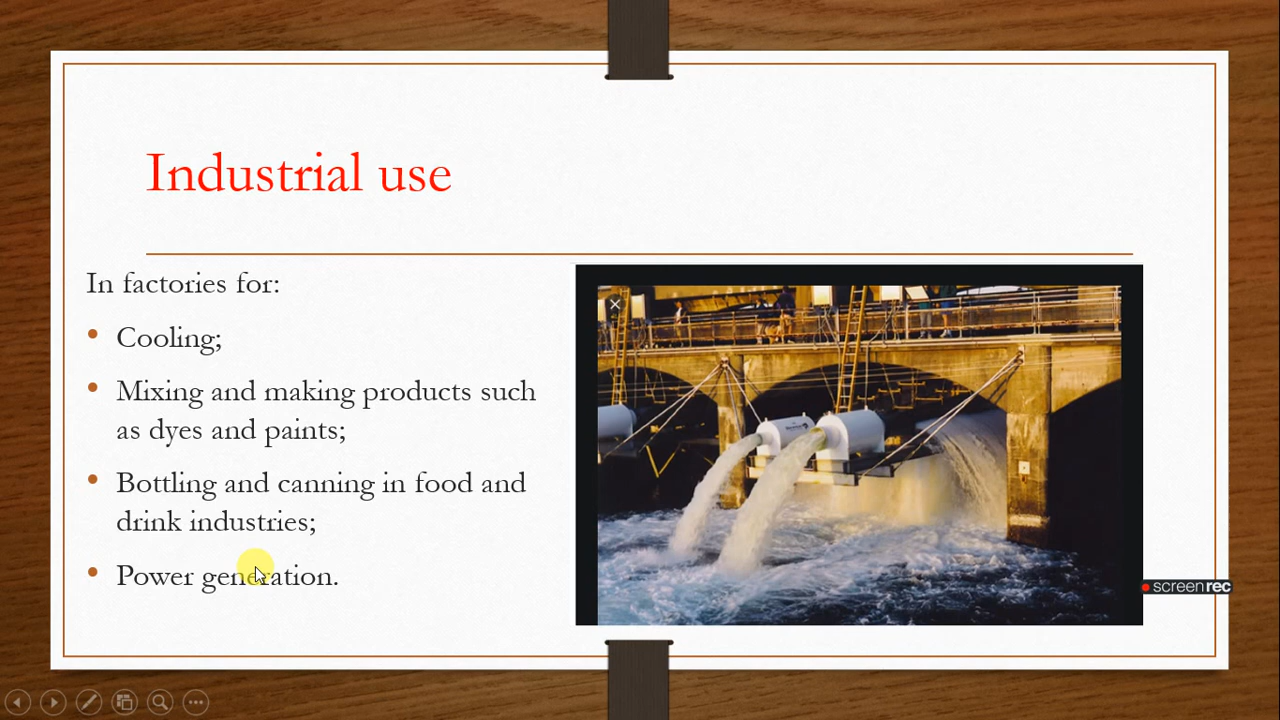 Industrial use
In factories for:
• Cooling;
• Mixing and making products such
as dyes and paints;
• Bottling and canning in food and
drink industries;
• Power generation.
screenrec